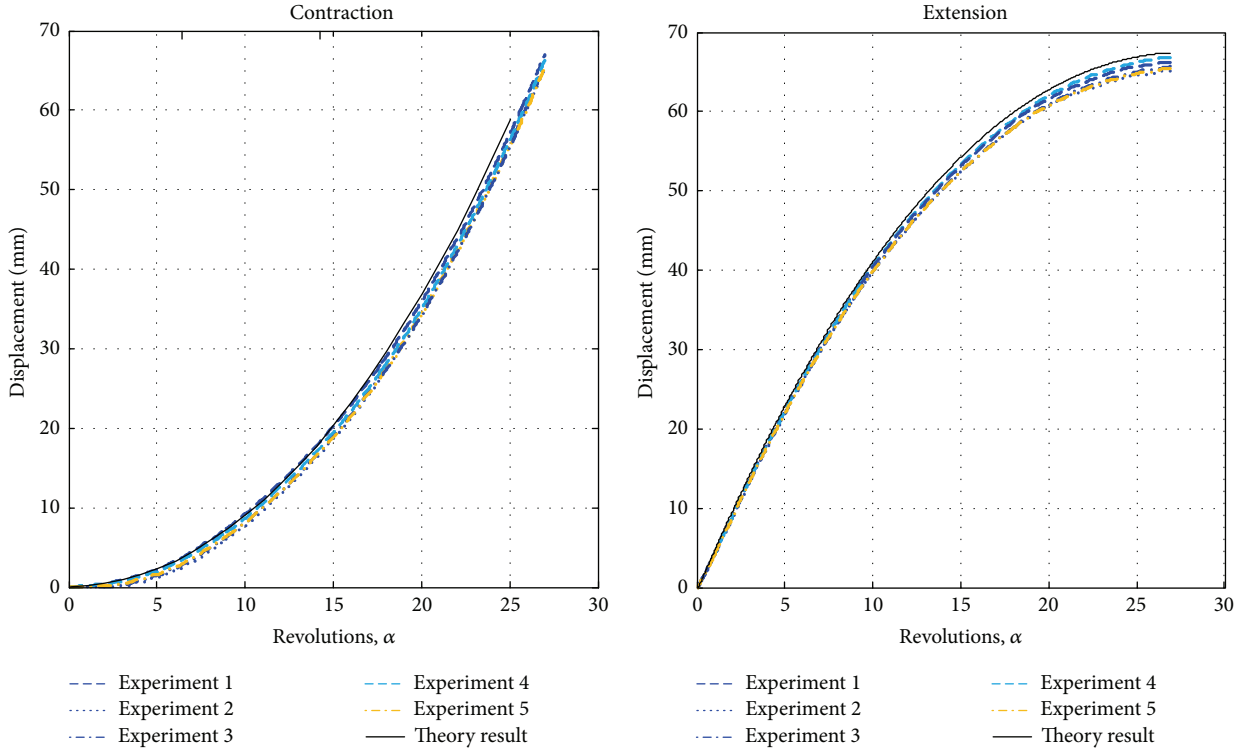 Contraction
70
60
50
40
30
20
10
0
Displacement (mm)
0 5 10 15 20 25 30
Revolutions, α
Experiment 1
Experiment 2
Experiment 3
Experiment 4
Experiment 5
Theory result
Extension
70
60
50
40
30
20
10
0
Displacement (mm)
0 5 10 15 20 25 30
Revolutions, α
Experiment 1
Experiment 2
Experiment 3
Experiment 4
Experiment 5
Theory result